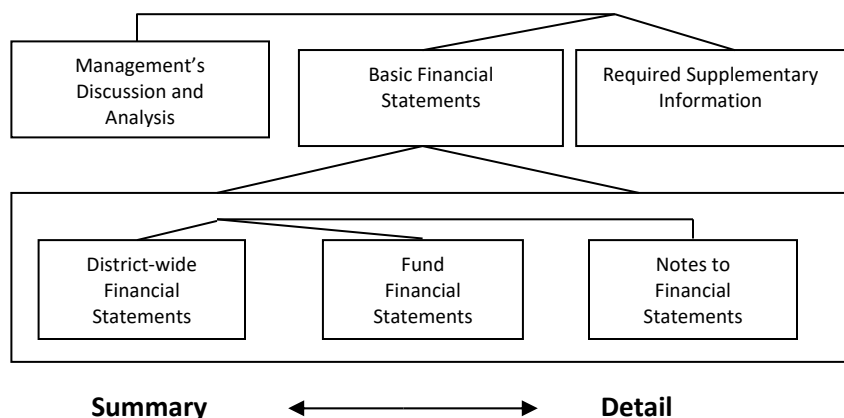 Management’s
Discussion and
Analysis
Basic Financial
Statements
Required Supplementary
Information
District-wide
Financial
Statements
Fund
Financial
Statements
Notes to
Financial
Statements
Summary
Detail